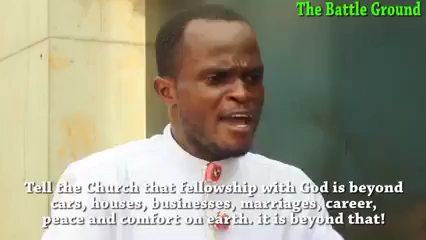 The Battle Ground
Tell the Church that fellowship with God is beyond
cars, houses, businesses, marriages, career,
peace and comfort on earth. it is beyond that!